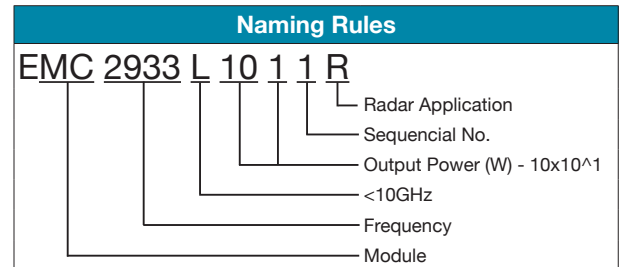 Naming Rules
EMC 2933 L 10 1 1 R
Radar Application
Sequencial No.
Output Power (W) - 10x10^1
<10GHz
Frequency
Module